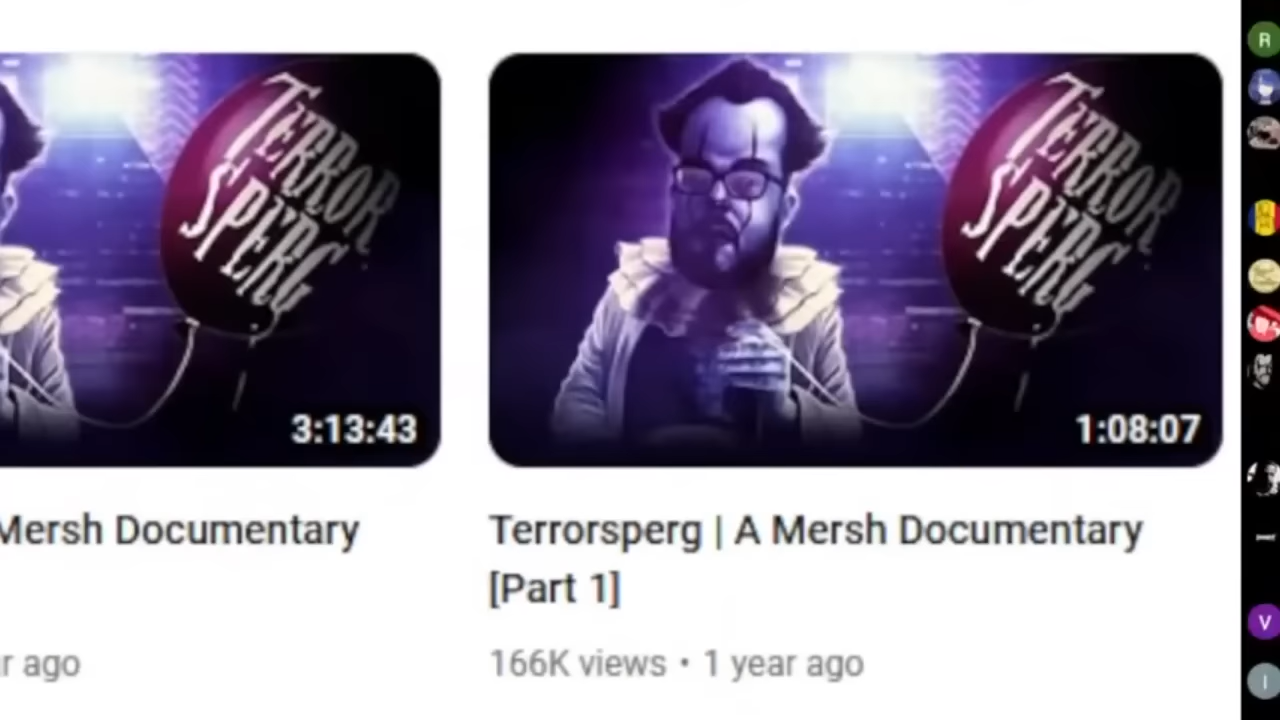 TERROR
SPERG
3:13:43
Mersh Documentary
r ago
TERROR
SPERG
1:08:07
Terrorsperg | A Mersh Documentary
[Part 1]
166K views • 1 year ago
R
V
I